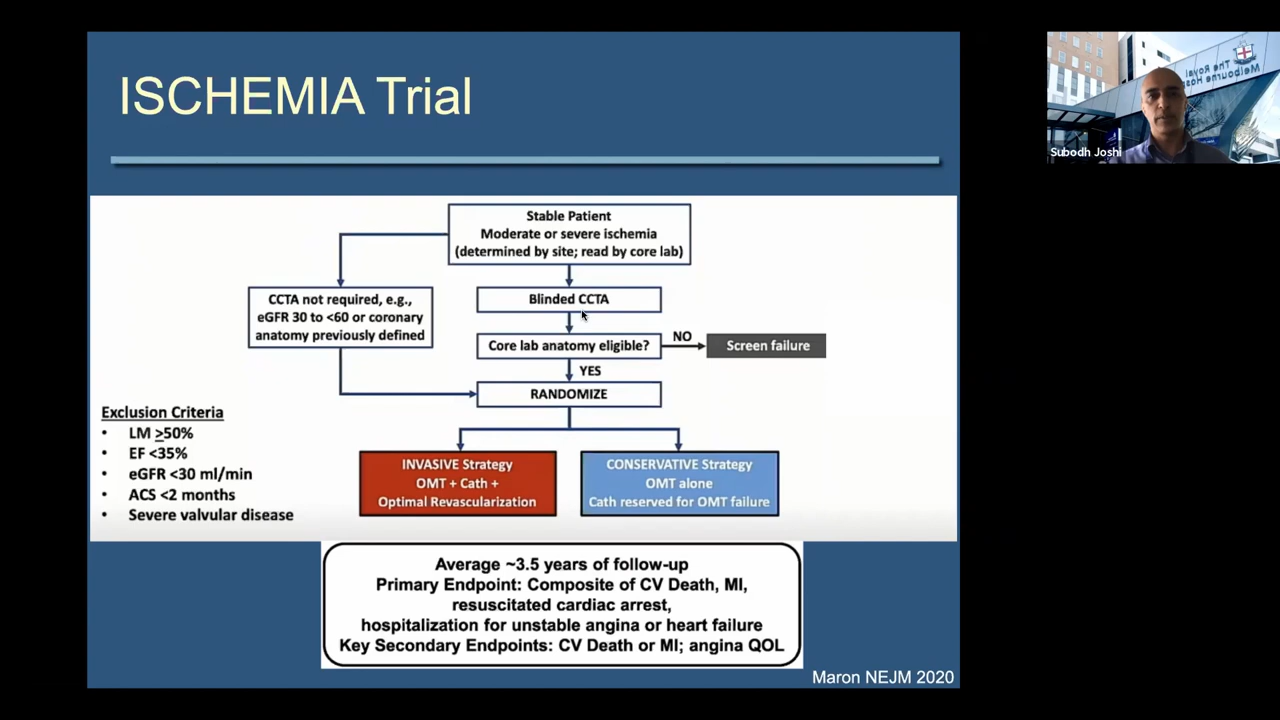 ISCHEMIA Trial
Stable Patient
Moderate or severe ischemia
(determined by site; read by core lab)
CCTA not required, e.g.,
eGFR 30 to <60 or coronary
anatomy previously defined
Blinded CCTA
Core lab anatomy eligible?
NO
Screen failure
YES
RANDOMIZE
Exclusion Criteria
• LM ≥50%
• EF <35%
• eGFR <30 ml/min
• ACS <2 months
• Severe valvular disease
INVASIVE Strategy
OMT + Cath +
Optimal Revascularization
CONSERVATIVE Strategy
OMT alone
Cath reserved for OMT failure
Average ~3.5 years of follow-up
Primary Endpoint: Composite of CV Death, MI,
resuscitated cardiac arrest,
hospitalization for unstable angina or heart failure
Key Secondary Endpoints: CV Death or MI; angina QOL
Maron NEJM 2020
The Royal
Melbourne Hos
Subodh Joshi